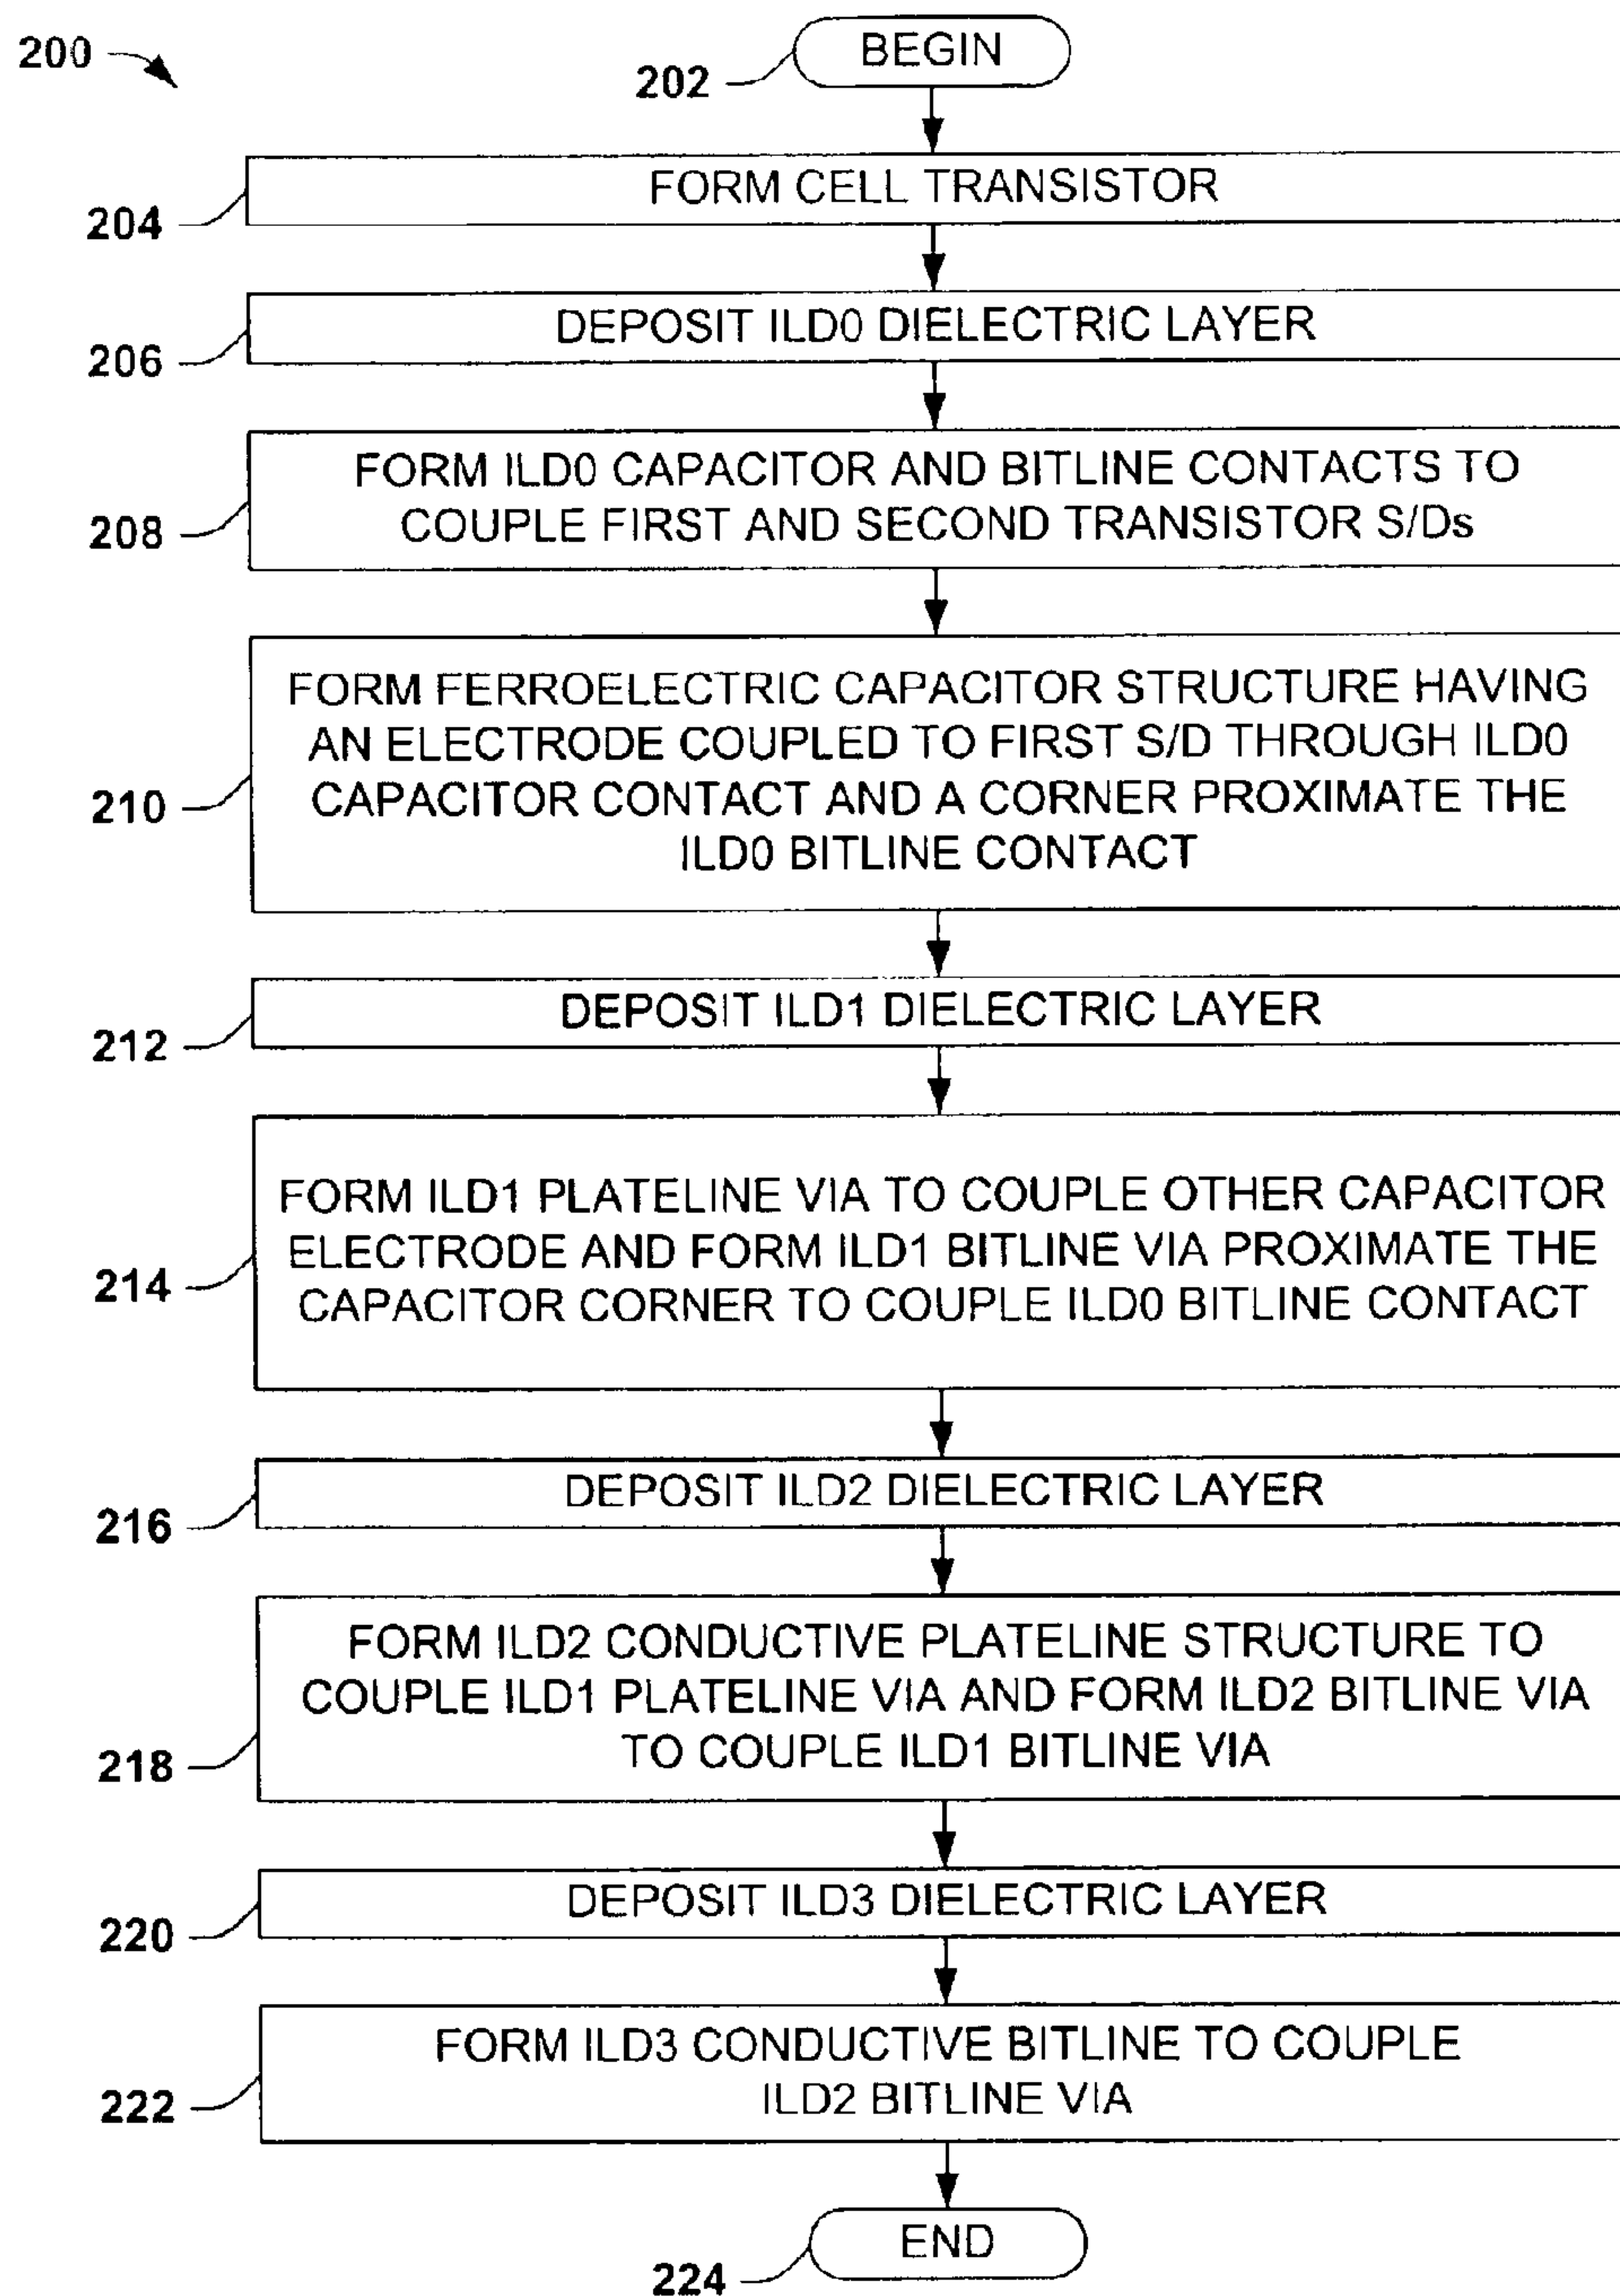 200
BEGIN
202
FORM CELL TRANSISTOR
204
DEPOSIT ILD0 DIELECTRIC LAYER
206
FORM ILD0 CAPACITOR AND BITLINE CONTACTS TO
COUPLE FIRST AND SECOND TRANSISTOR S/Ds
208
FORM FERROELECTRIC CAPACITOR STRUCTURE HAVING
AN ELECTRODE COUPLED TO FIRST S/D THROUGH ILD0
CAPACITOR CONTACT AND A CORNER PROXIMATE THE
ILD0 BITLINE CONTACT
210
DEPOSIT ILD1 DIELECTRIC LAYER
212
FORM ILD1 PLATELINE VIA TO COUPLE OTHER CAPACITOR
ELECTRODE AND FORM ILD1 BITLINE VIA PROXIMATE THE
CAPACITOR CORNER TO COUPLE ILD0 BITLINE CONTACT
214
DEPOSIT ILD2 DIELECTRIC LAYER
216
FORM ILD2 CONDUCTIVE PLATELINE STRUCTURE TO
COUPLE ILD1 PLATELINE VIA AND FORM ILD2 BITLINE VIA
TO COUPLE ILD1 BITLINE VIA
218
DEPOSIT ILD3 DIELECTRIC LAYER
220
FORM ILD3 CONDUCTIVE BITLINE TO COUPLE
ILD2 BITLINE VIA
222
END
224